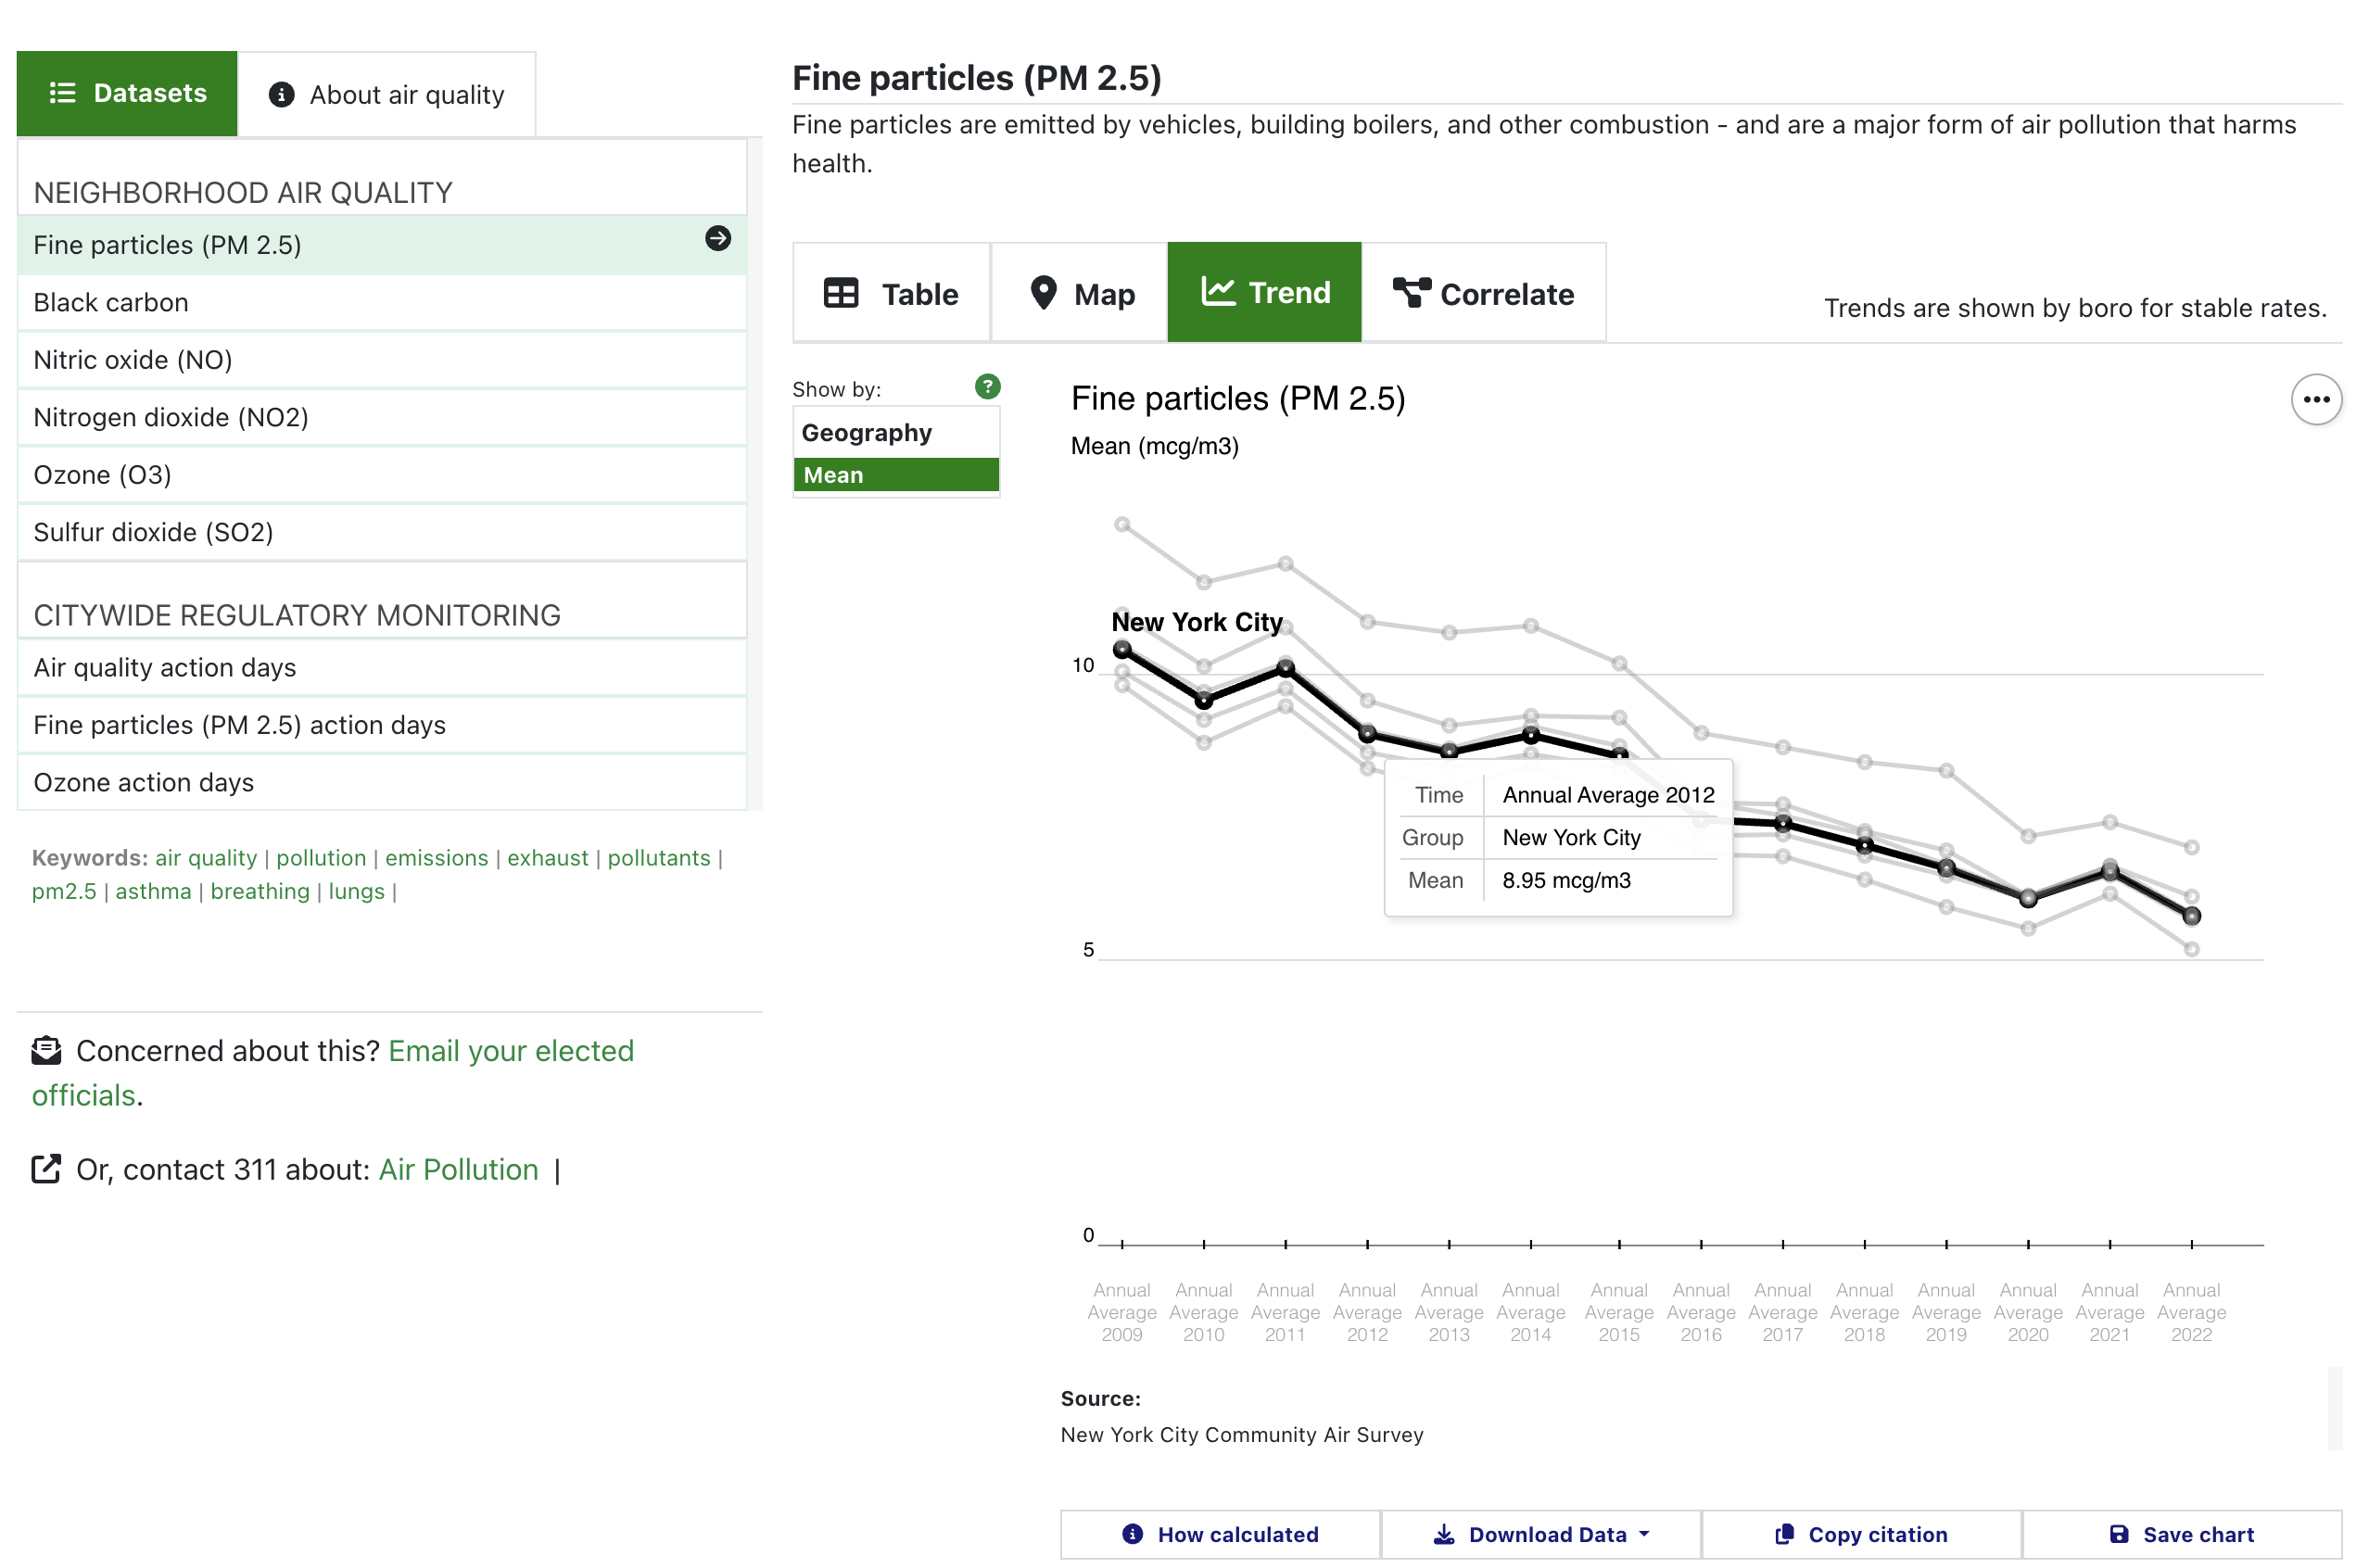 Datasets
About air quality
NEIGHBORHOOD AIR QUALITY
Fine particles (PM 2.5)
Black carbon
Nitric oxide (NO)
Nitrogen dioxide (NO2)
Ozone (O3)
Sulfur dioxide (SO2)
CITYWIDE REGULATORY MONITORING
Air quality action days
Fine particles (PM 2.5) action days
Ozone action days
Keywords: air quality | pollution | emissions | exhaust | pollutants |
pm2.5 | asthma | breathing | lungs |
Concerned about this? Email your elected
officials.
Or, contact 311 about: Air Pollution |
Fine particles (PM 2.5)
Fine particles are emitted by vehicles, building boilers, and other combustion - and are a major form of air pollution that harms
health.
Table
Map
Trend
Correlate
Trends are shown by boro for stable rates.
Show by: ?
Geography
Mean
Fine particles (PM 2.5)
Mean (mcg/m3)
New York City
10
5
0
Time Annual Average 2012
Group New York City
Mean 8.95 mcg/m3
Annual Annual Annual Annual Annual Annual Annual Annual Annual Annual Annual Annual Annual Annual
Average Average Average Average Average Average Average Average Average Average Average Average Average Average
2009 2010 2011 2012 2013 2014 2015 2016 2017 2018 2019 2020 2021 2022
Source:
New York City Community Air Survey
How calculated
Download Data
Copy citation
Save chart